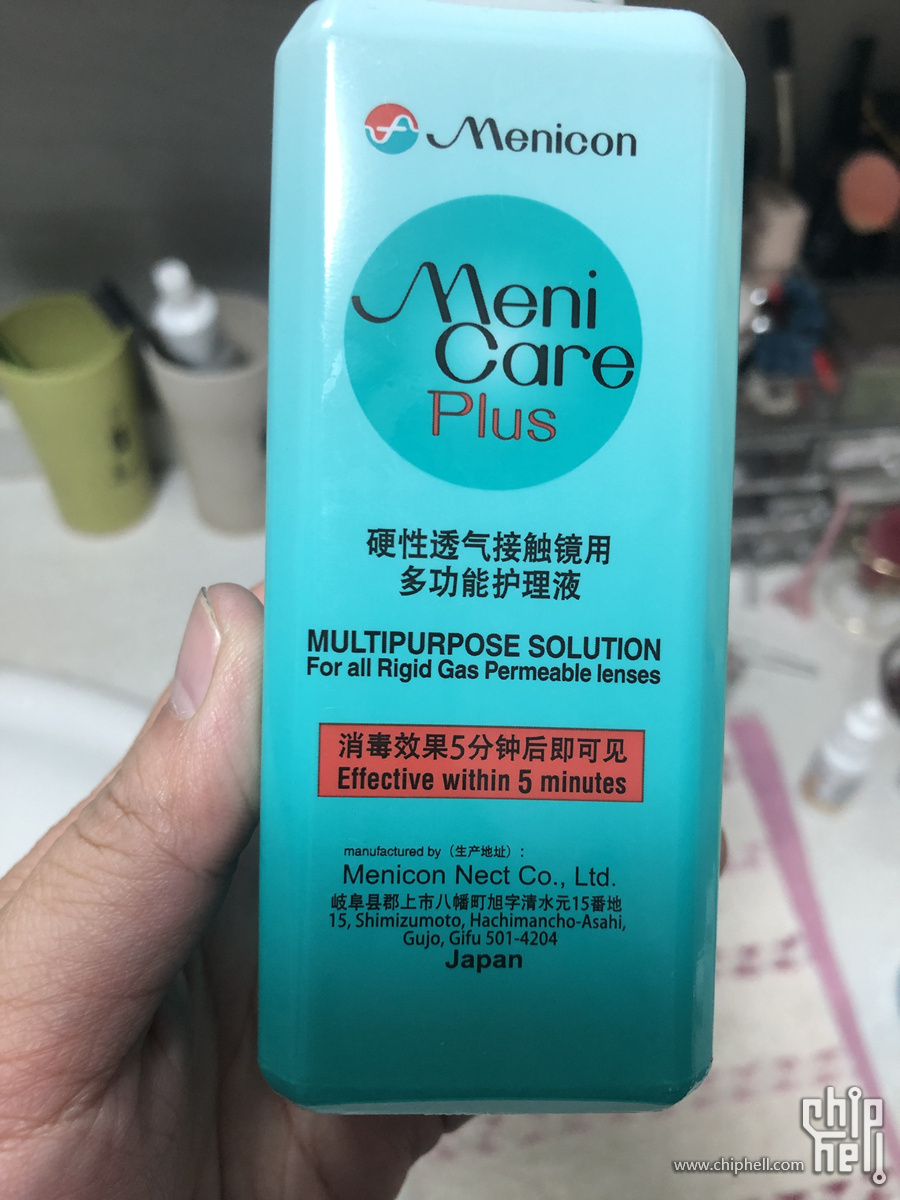 Menicon
Meni
Care
Plus
硬性透气接触镜用
多功能护理液
MULTIPURPOSE SOLUTION
For all Rigid Gas Permeable lenses
消毒效果5分钟后即可见
Effective within 5 minutes
manufactured by（生产地址）:
Menicon Nect Co., Ltd.
岐阜县郡上市八幡町旭字清水元15番地
15, Shimizumoto, Hachimancho-Asahi,
Gujo, Gifu 501-4204
Japan
chip
hell
www.chiphell.com